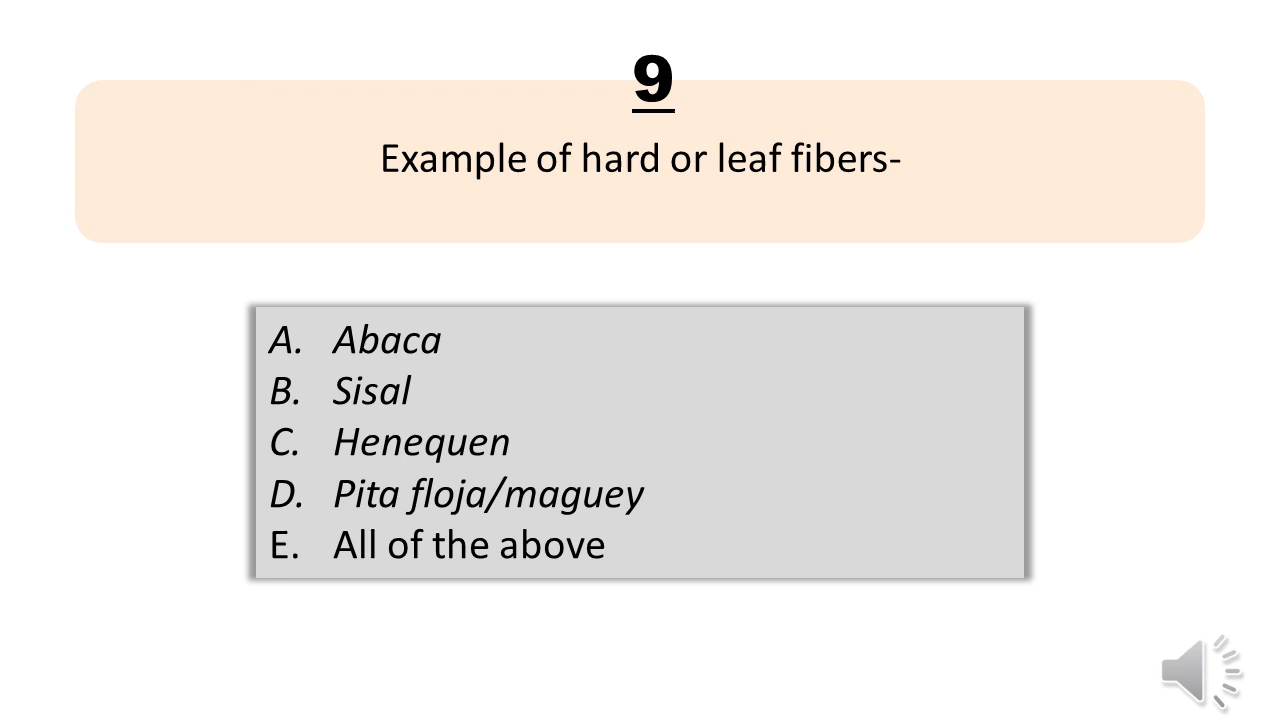 9
Example of hard or leaf fibers-
A. Abaca
B. Sisal
C. Henequen
D. Pita floja/maguey
E. All of the above